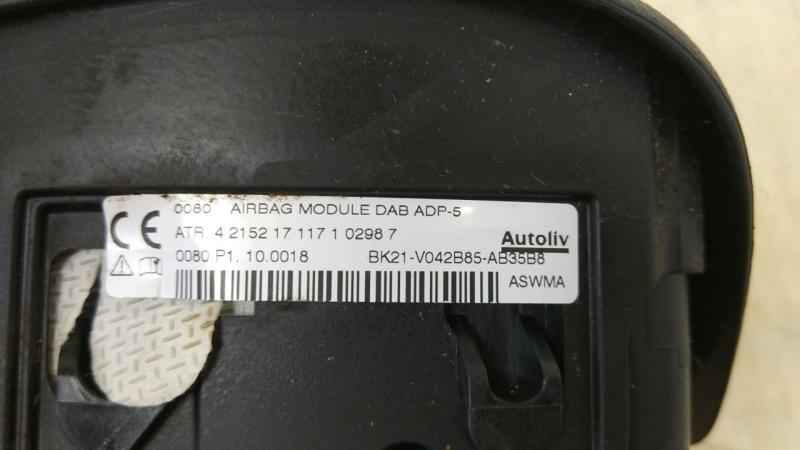 0080 AIRBAG MODULE DAB ADP-5
CE ATR 4 2152 17 117 1 0298 7 Autoliv
0080.P1, 10.0018 BK21-V042B85-AB35B8
ASWMA